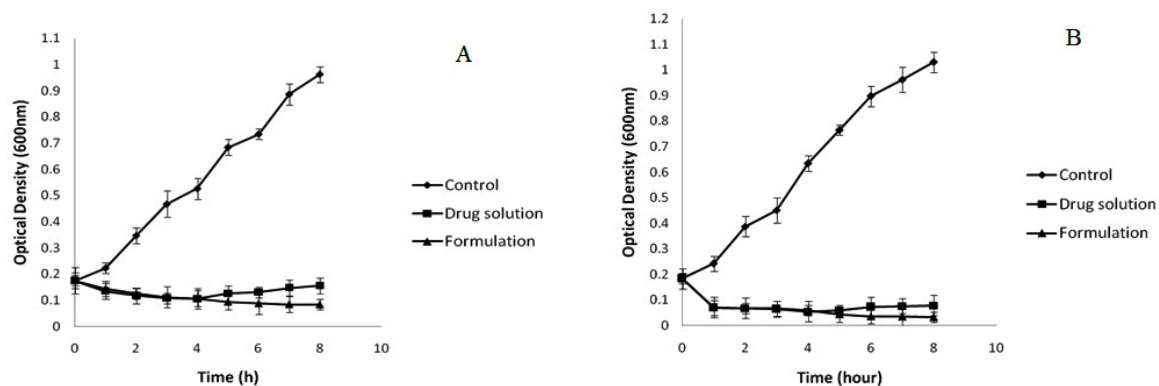 A
Optical Density (600nm)
1.1
1
0.9
0.8
0.7
0.6
0.5
0.4
0.3
0.2
0.1
0
0 2 4 6 8 10
Time (h)
Control
Drug solution
Formulation
B
Optical Density (600nm)
1.2
1.1
1
0.9
0.8
0.7
0.6
0.5
0.4
0.3
0.2
0.1
0
0 2 4 6 8 10
Time (hour)
Control
Drug solution
Formulation